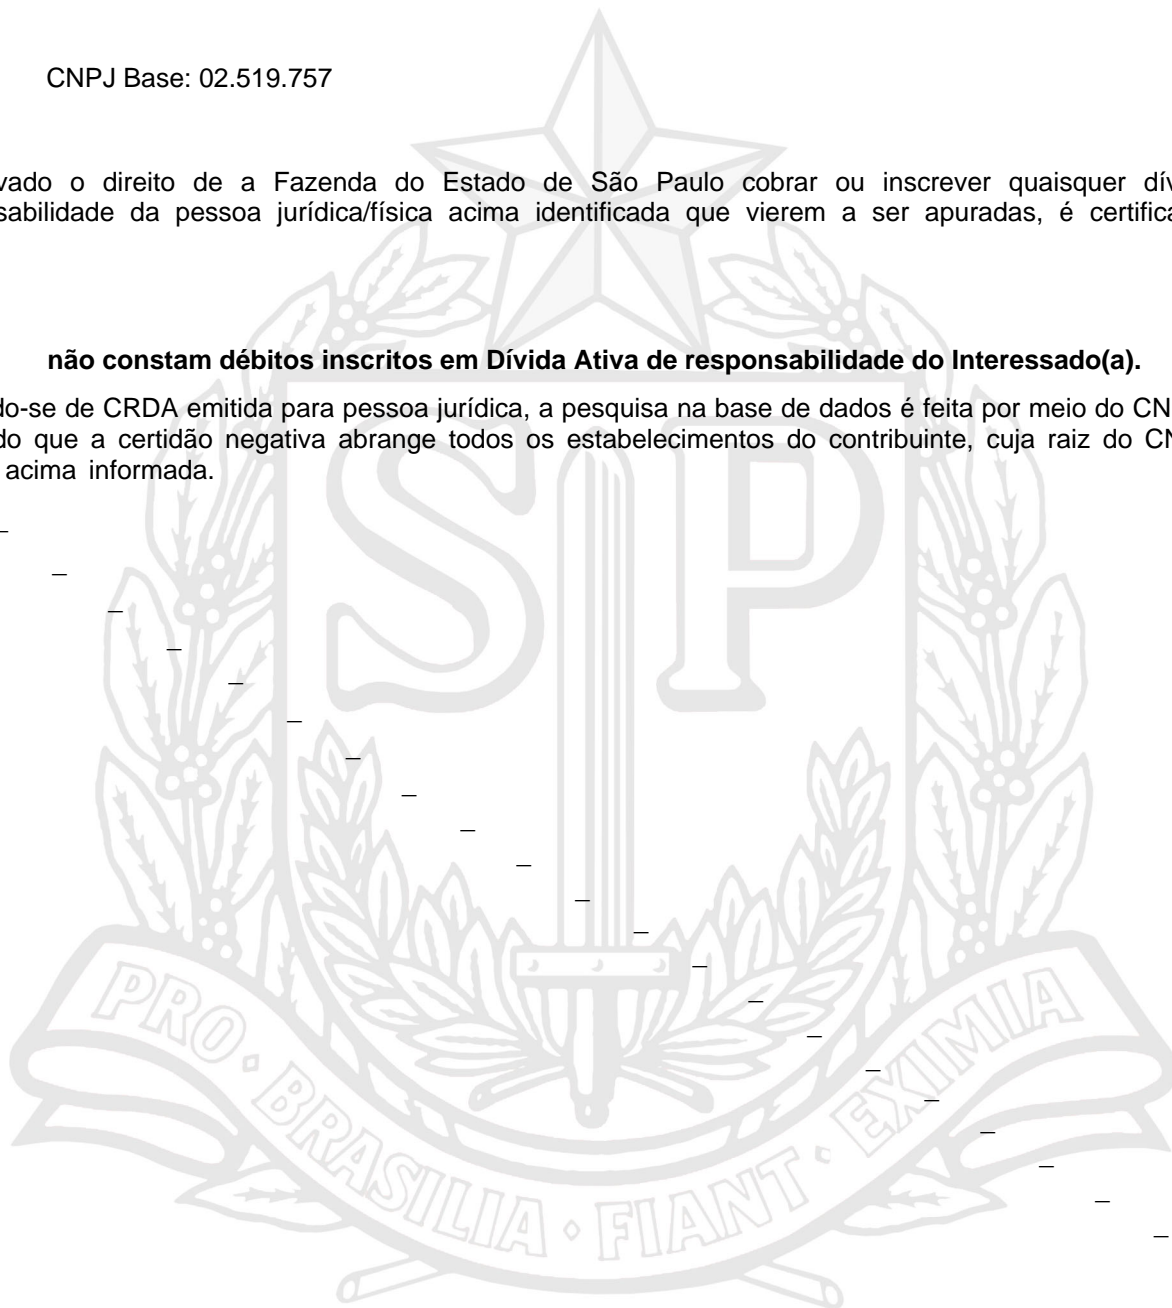 CNPJ Base: 02.519.757
vado o direito de a Fazenda do Estado de São Paulo cobrar ou inscrever quaisquer dív
sabilidade da pessoa jurídica/física acima identificada que vierem a ser apuradas, é certifica
não constam débitos inscritos em Dívida Ativa de responsabilidade do Interessado(a).
do-se de CRDA emitida para pessoa jurídica, a pesquisa na base de dados é feita por meio do CN
do que a certidão negativa abrange todos os estabelecimentos do contribuinte, cuja raiz do CN
acima informada.
SP
PRO • BRASILIA • FIANT • EXIMIA